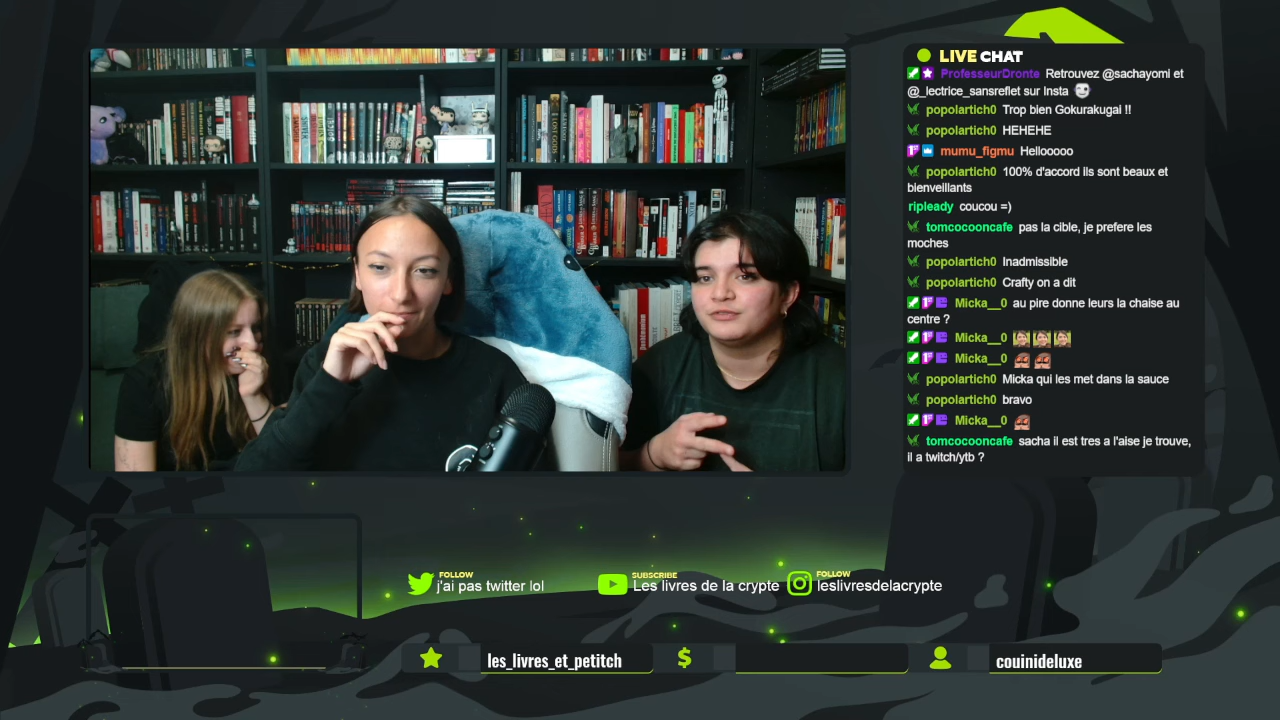 LIVE CHAT
ProfesseurDronte Retrouvez @sachayomi et
@_lectrice_sansreflet sur Insta
popolartich0 Trop bien Gokurakugai !!
popolartich0 HEHEHE
mumu_figmu Hellooooo
popolartich0 100% d'accord Ils sont beaux et
bienveillants
ripleady coucou =)
tomcocooncafe pas la cible, je prefere les
moches
popolartich0 Inadmissible
popolartich0 Crafty on a dit
Micka__0 au pire donne leurs la chaise au
centre ?
Micka__0
Micka__0
popolartich0 Micka qui les met dans la sauce
popolartich0 bravo
Micka__0
tomcocooncafe sacha il est tres a l'aise je trouve,
il a twitch/ytb ?
FOLLOW
j'ai pas twitter lol
SUBSCRIBE
Les livres de la crypte
FOLLOW
leslivresdelacrypte
les_livres_et_petitch
$
couinideluxe